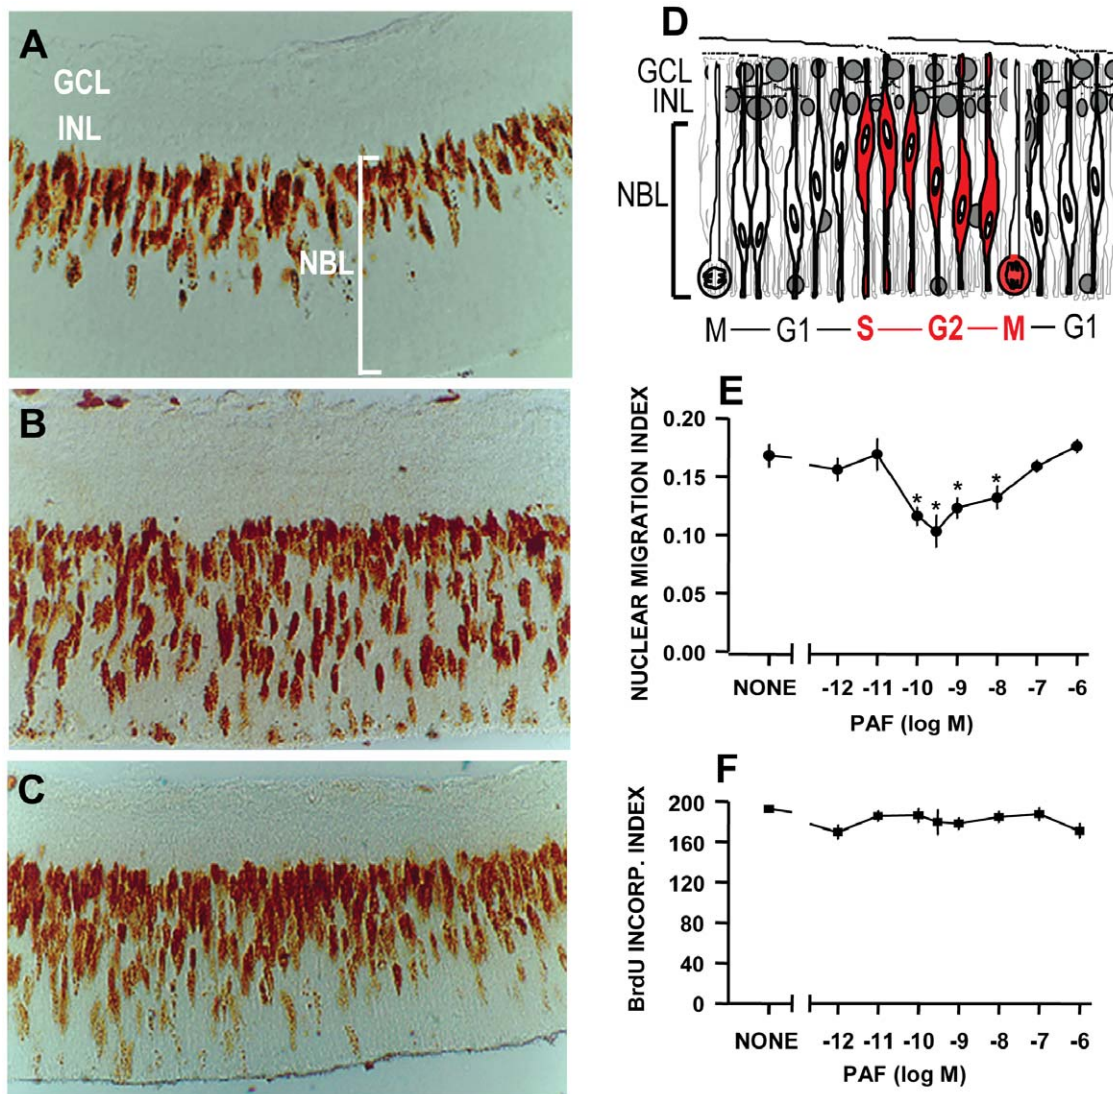 A
GCL
INL
NBL
B
C
D
GCL
INL
NBL
M — G1 — S — G2 — M — G1
E
NUCLEAR MIGRATION INDEX
0.20
0.15
0.10
0.05
0.00
* * * *
NONE -12 -11 -10 -9 -8 -7 -6
PAF (log M)
F
BrdU INCORP. INDEX
200
160
120
80
40
0
NONE -12 -11 -10 -9 -8 -7 -6
PAF (log M)